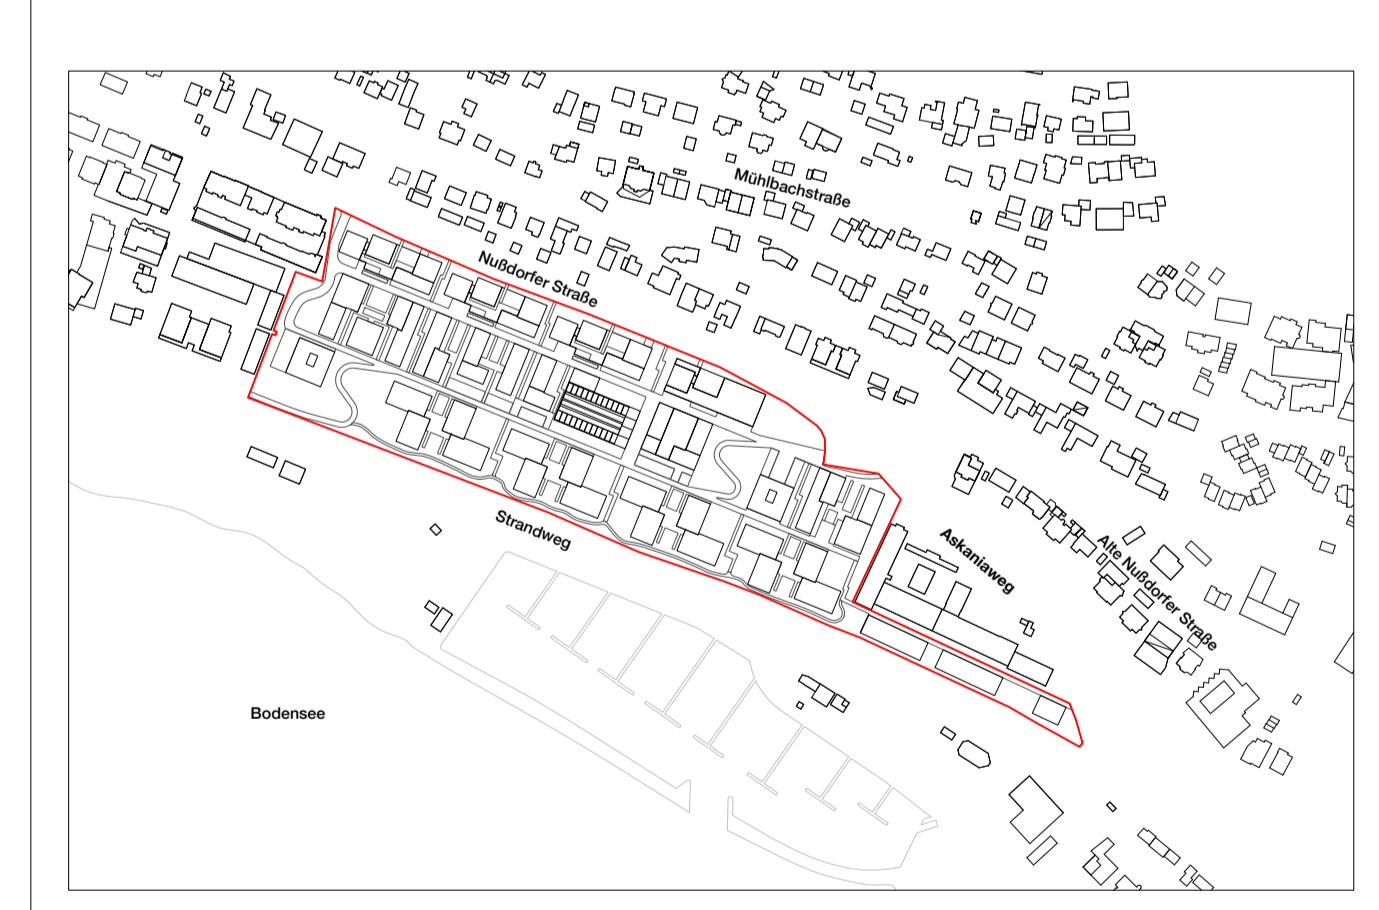 Mühlbachstraße
Nußdorfer Straße
Strandweg
Askaniaweg
Alte Nußdorfer Straße
Bodensee